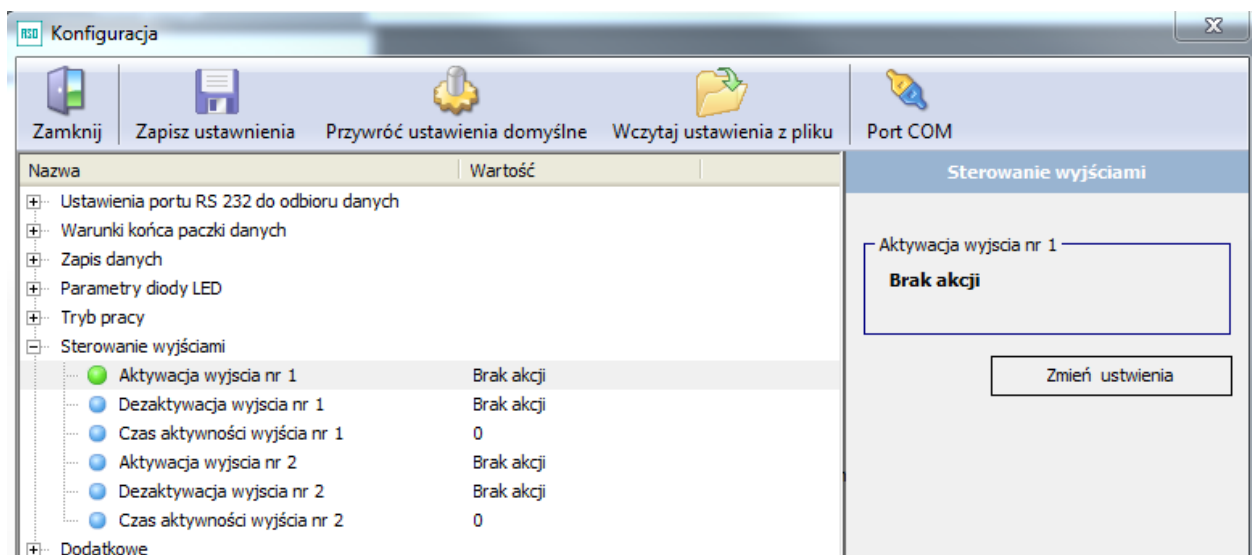 RSD Konfiguracja
Zamknij Zapisz ustawnienia Przywróć ustawienia domyślne Wczytaj ustawienia z pliku Port COM
Nazwa Wartość
Sterowanie wyjściami
Ustawienia portu RS 232 do odbioru danych
Warunki końca paczki danych
Zapis danych
Parametry diody LED
Tryb pracy
Sterowanie wyjściami
Aktywacja wyjscia nr 1 Brak akcji
Dezaktywacja wyjscia nr 1 Brak akcji
Czas aktywności wyjścia nr 1 0
Aktywacja wyjscia nr 2 Brak akcji
Dezaktywacja wyjscia nr 2 Brak akcji
Czas aktywności wyjścia nr 2 0
Dodatkowe
Aktywacja wyjscia nr 1
Brak akcji
Zmień ustwienia